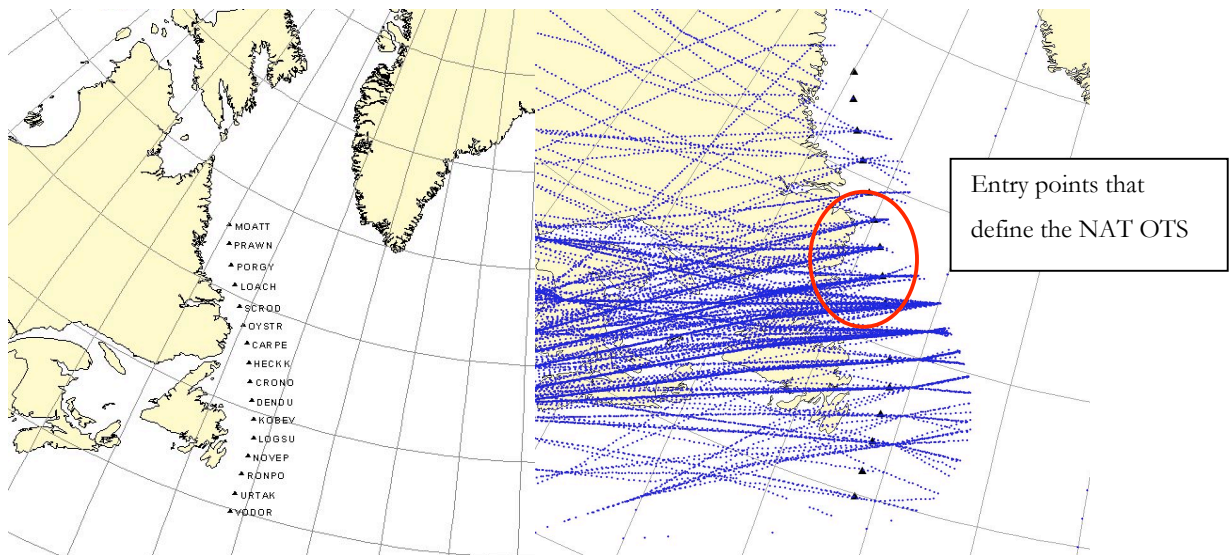 MOATT
PRAWN
PORGY
LOACH
SCROD
OYSTR
CARPE
HECKK
CRONO
DENDU
KOBEY
LOGSU
NOVEP
RONPO
URTAK
VODOR
Entry points that
define the NAT OTS